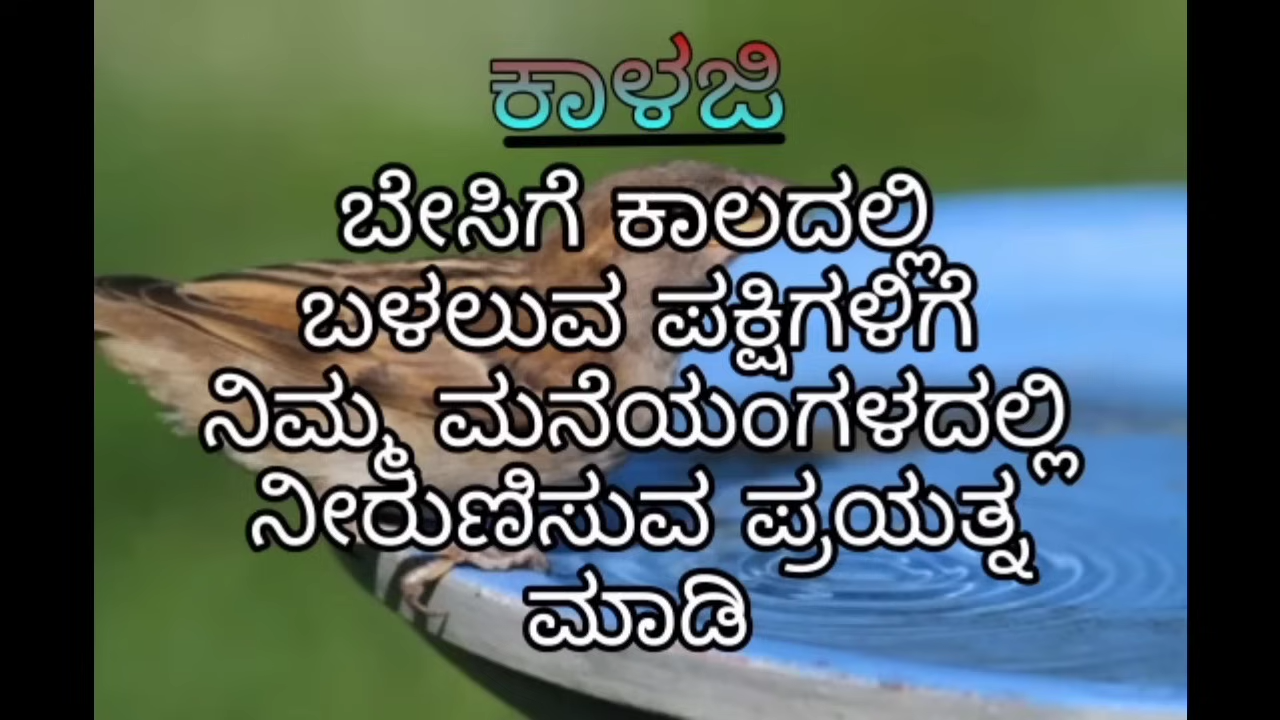 ಕಾಳಜಿ
ಬೇಸಿಗೆ ಕಾಲದಲ್ಲಿ
ಬಳಲುವ ಪಕ್ಷಿಗಳಿಗೆ
ನಿಮ್ಮ ಮನೆಯಂಗಳದಲ್ಲಿ
ನೀರುಣಿಸುವ ಪ್ರಯತ್ನ
ಮಾಡಿ